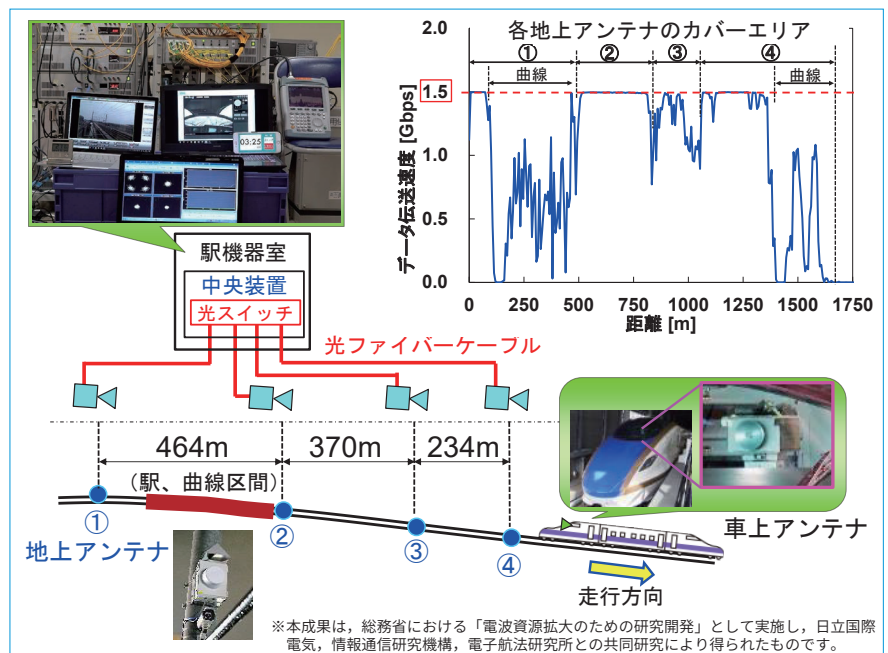 各地上アンテナのカバーエリア
① ② ③ ④
曲線 曲線
2.0
1.5
1.0
0.5
0.0
データ伝送速度 [Gbps]
0 250 500 750 1000 1250 1500 1750
距離 [m]
03:25
駅機器室
中央装置
光スイッチ
光ファイバーケーブル
464m 370m 234m
(駅、曲線区間)
① ② ③ ④
地上アンテナ
車上アンテナ
走行方向
※本成果は，総務省における「電波資源拡大のための研究開発」として実施し，日立国際
電気，情報通信研究機構，電子航法研究所との共同研究により得られたものです。